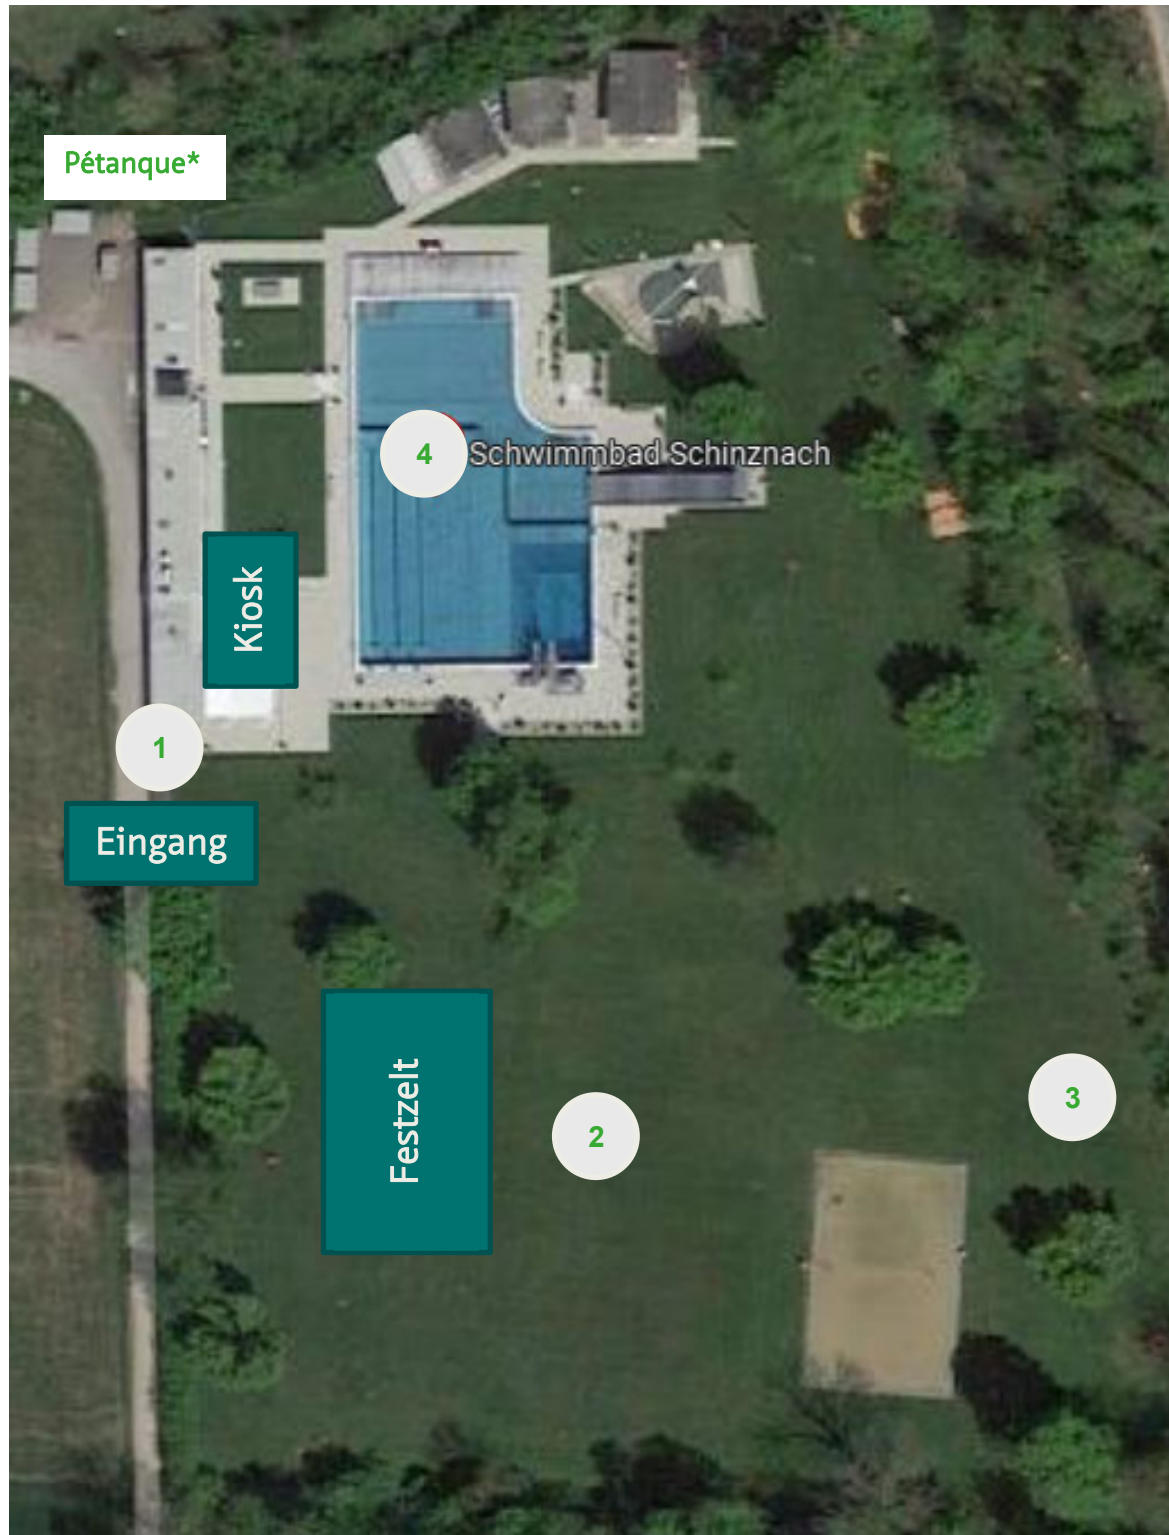 Pétanque*
4
Schwimmbad Schinznach
Kiosk
1
Eingang
Festzelt
2
3